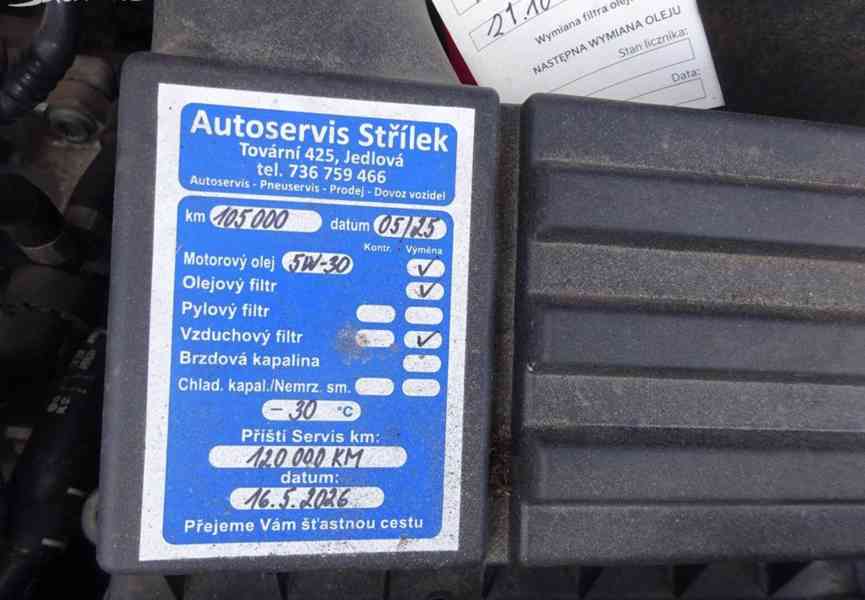 21.10
Wymiana filtra oleju
NASTĘPNA WYMIANA OLEJU
Stan licznika:
Data:
Autoservis Střílek
Tovární 425, Jedlová
tel. 736 759 466
Autoservis - Pneuservis - Prodej - Dovoz vozidel
km 105 000 datum 05/25
Kontr. Výměna
Motorový olej 5W-30 ✓
Olejový filtr ✓
Pylový filtr
Vzduchový filtr ✓
Brzdová kapalina
Chlad. kapal./Nemrz. sm.
- 30 °C
Příští Servis km:
120 000 KM
datum:
16.5.2026
Přejeme Vám šťastnou cestu